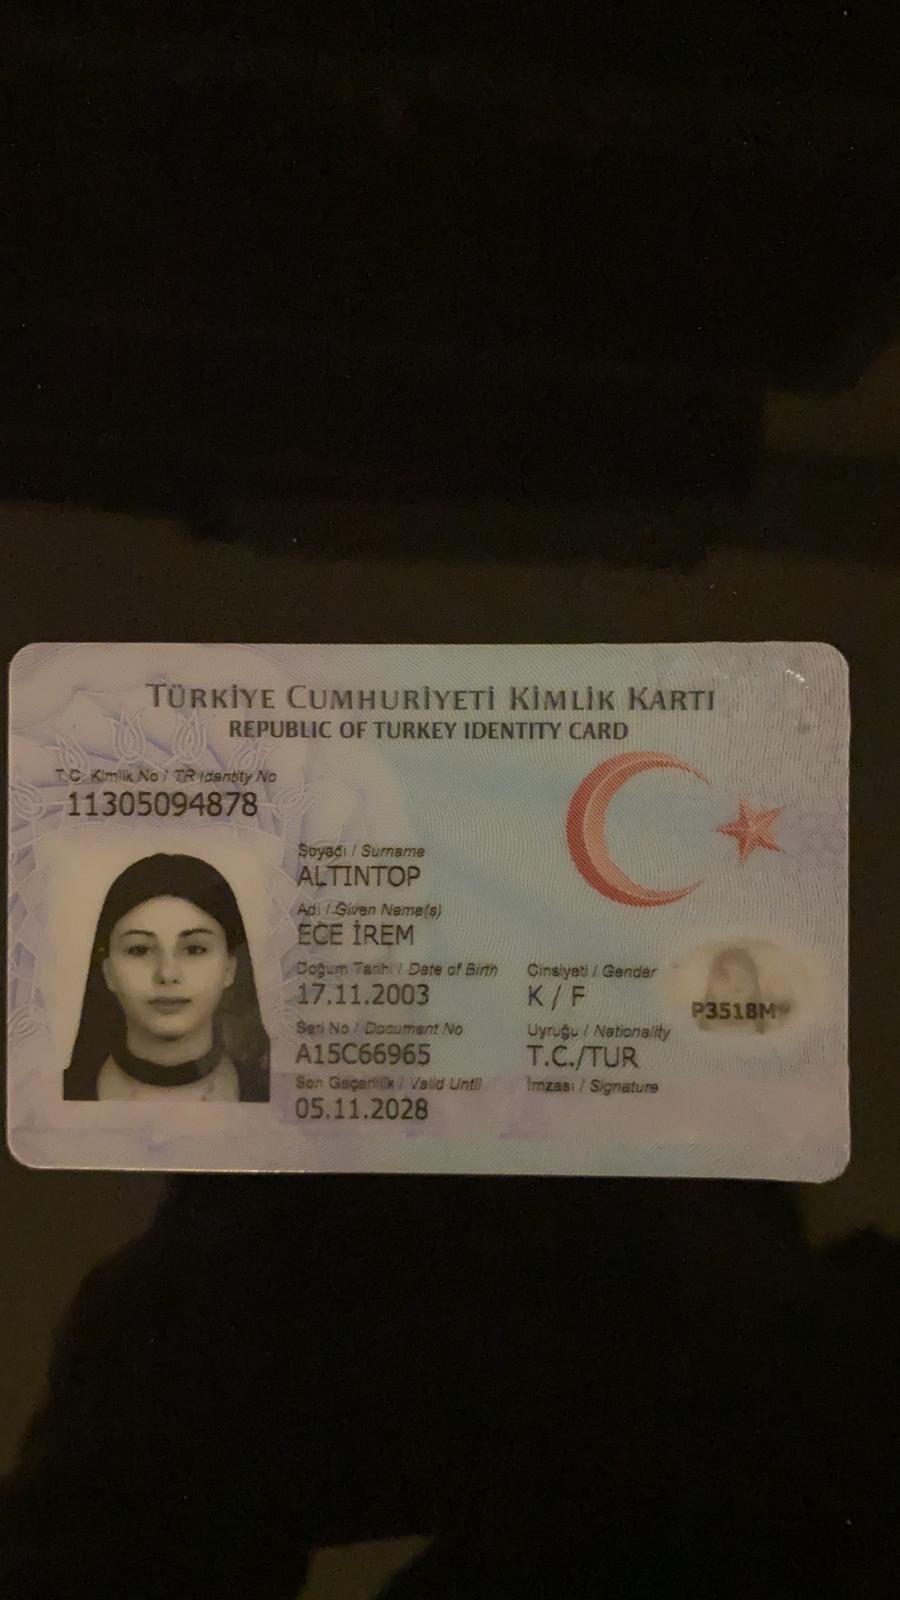 TÜRKİYE CUMHURİYETİ KİMLİK KARTI
REPUBLIC OF TURKEY IDENTITY CARD
T.C. Kimlik No / TR Identity No
11305094878
Soyadı / Surname
ALTINTOP
Adı / Given Name(s)
ECE İREM
Doğum Tarihi / Date of Birth
17.11.2003
Cinsiyeti / Gender
K / F
Seri No / Document No
A15C66965
Uyruğu / Nationality
T.C./TUR
Son Geçerlilik / Valid Until
05.11.2028
İmzası / Signature
P3518M